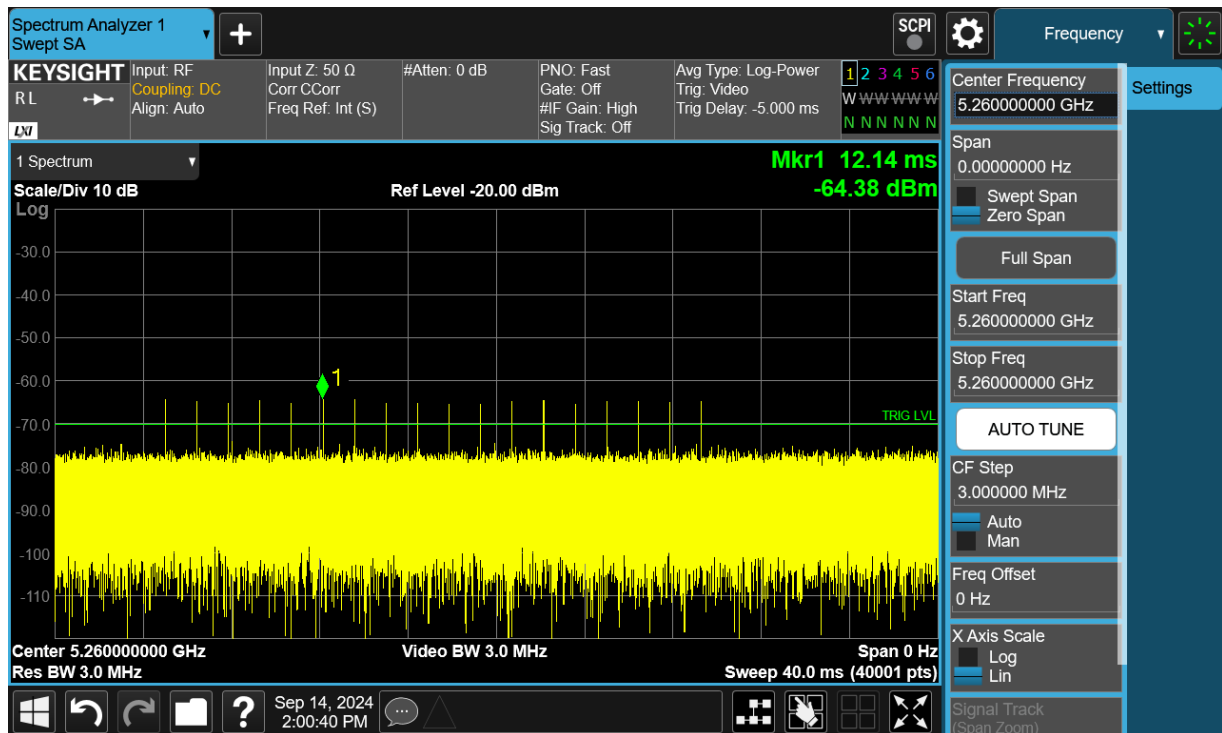 Spectrum Analyzer 1
Swept SA
+
SCPI
Frequency
KEYSIGHT
RL
LXI
Input: RF
Coupling: DC
Align: Auto
Input Z: 50 Ω
Corr CCorr
Freq Ref: Int (S)
#Atten: 0 dB
PNO: Fast
Gate: Off
#IF Gain: High
Sig Track: Off
Avg Type: Log-Power
Trig: Video
Trig Delay: -5.000 ms
1 2 3 4 5 6
W W W W W W
N N N N N N
1 Spectrum
Scale/Div 10 dB
Ref Level -20.00 dBm
Mkr1 12.14 ms
-64.38 dBm
Log
-30.0
-40.0
-50.0
-60.0
-70.0
-80.0
-90.0
-100
-110
1
TRIG LVL
Center 5.260000000 GHz
Video BW 3.0 MHz
Span 0 Hz
Res BW 3.0 MHz
Sweep 40.0 ms (40001 pts)
Center Frequency
5.260000000 GHz
Settings
Span
0.00000000 Hz
Swept Span
Zero Span
Full Span
Start Freq
5.260000000 GHz
Stop Freq
5.260000000 GHz
AUTO TUNE
CF Step
3.000000 MHz
Auto
Man
Freq Offset
0 Hz
X Axis Scale
Log
Lin
Signal Track
(Span Zoom)
?
Sep 14, 2024
2:00:40 PM